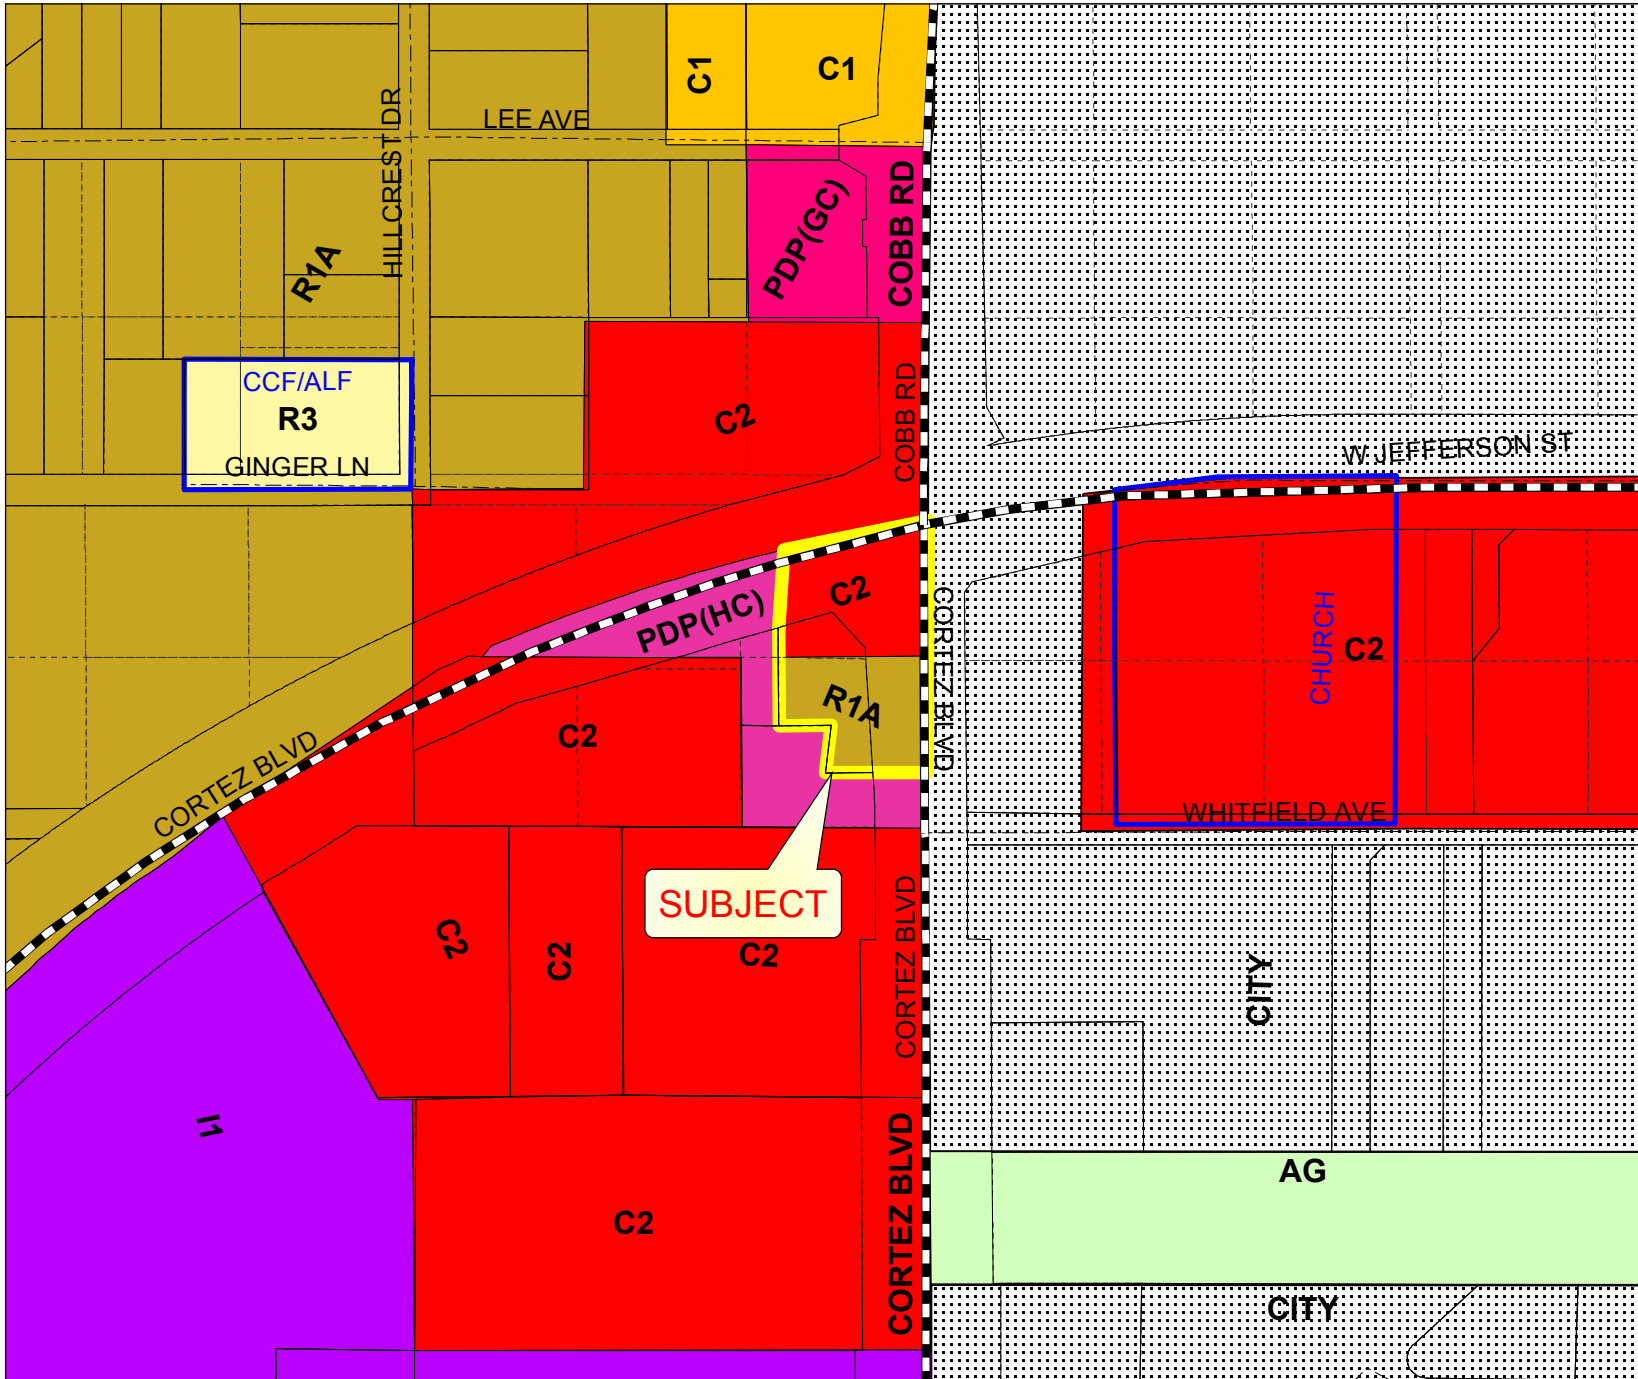 C1
C1
LEE AVE
HILLCREST DR
COBB RD
PDP(GC)
R1A
CCF/ALF
R3
C2
COBB RD
GINGER LN
W JEFFERSON ST
C2
PDP(HC)
CORTEZ BLVD
CHURCH
C2
R1A
C2
CORTEZ BLVD
WHITFIELD AVE
SUBJECT
C2
C2
C2
CORTEZ BLVD
CITY
I1
CORTEZ BLVD
AG
C2
CITY